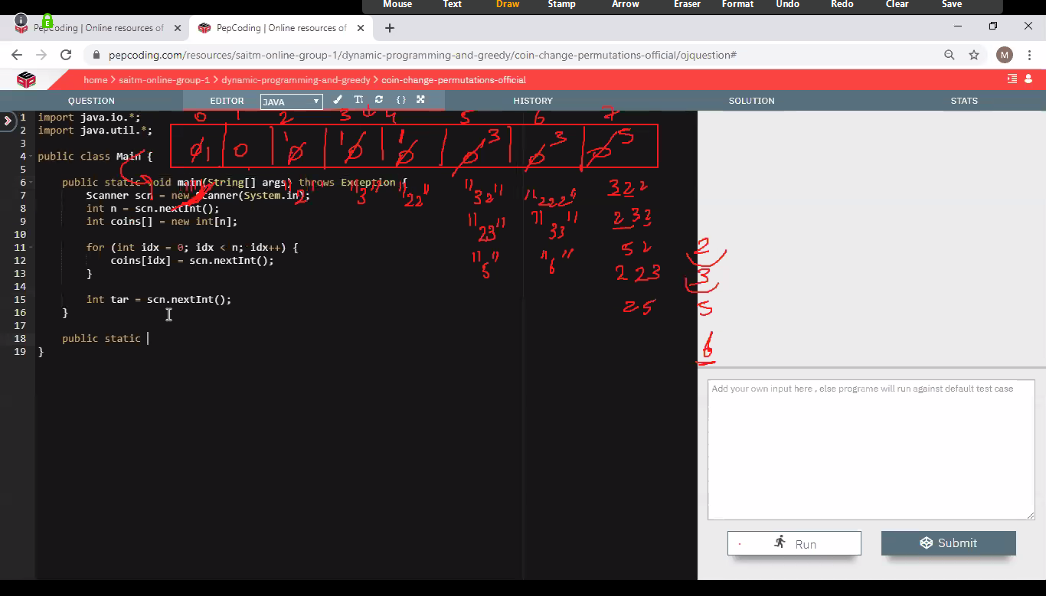 Mouse Text Draw Stamp Arrow Eraser Format Undo Redo Clear Save
PepCoding | Online resources of PepCoding | Online resources of
pepcoding.com/resources/saitm-online-group-1/dynamic-programming-and-greedy/coin-change-permutations-official/ojquestion#
M
home > saitm-online-group-1 > dynamic-programming-and-greedy > coin-change-permutations-official
QUESTION EDITOR JAVA HISTORY SOLUTION STATS
0 1 2 3 4 5 6 7
1 import java.io.*;
2 import java.util.*;
3
0 1 0 1 0 1 0 1 0 0 3 0 3 0 5
4 public class Main {
5
6 public static void main(String[] args) throws Exception {
7 Scanner scn = new Scanner(System.in);
"2" "3" "22" "32" "222" 322
8 int n = scn.nextInt();
9 int coins[] = new int[n];
"23" "33" 232
10
11 for (int idx = 0; idx < n; idx++) {
12 coins[idx] = scn.nextInt();
13 }
"5" "6" 52
2
223
3
14
15 int tar = scn.nextInt();
25
5
16 }
17
18 public static
6
19 }
Add your own input here , else programe will run against default test case
Run Submit